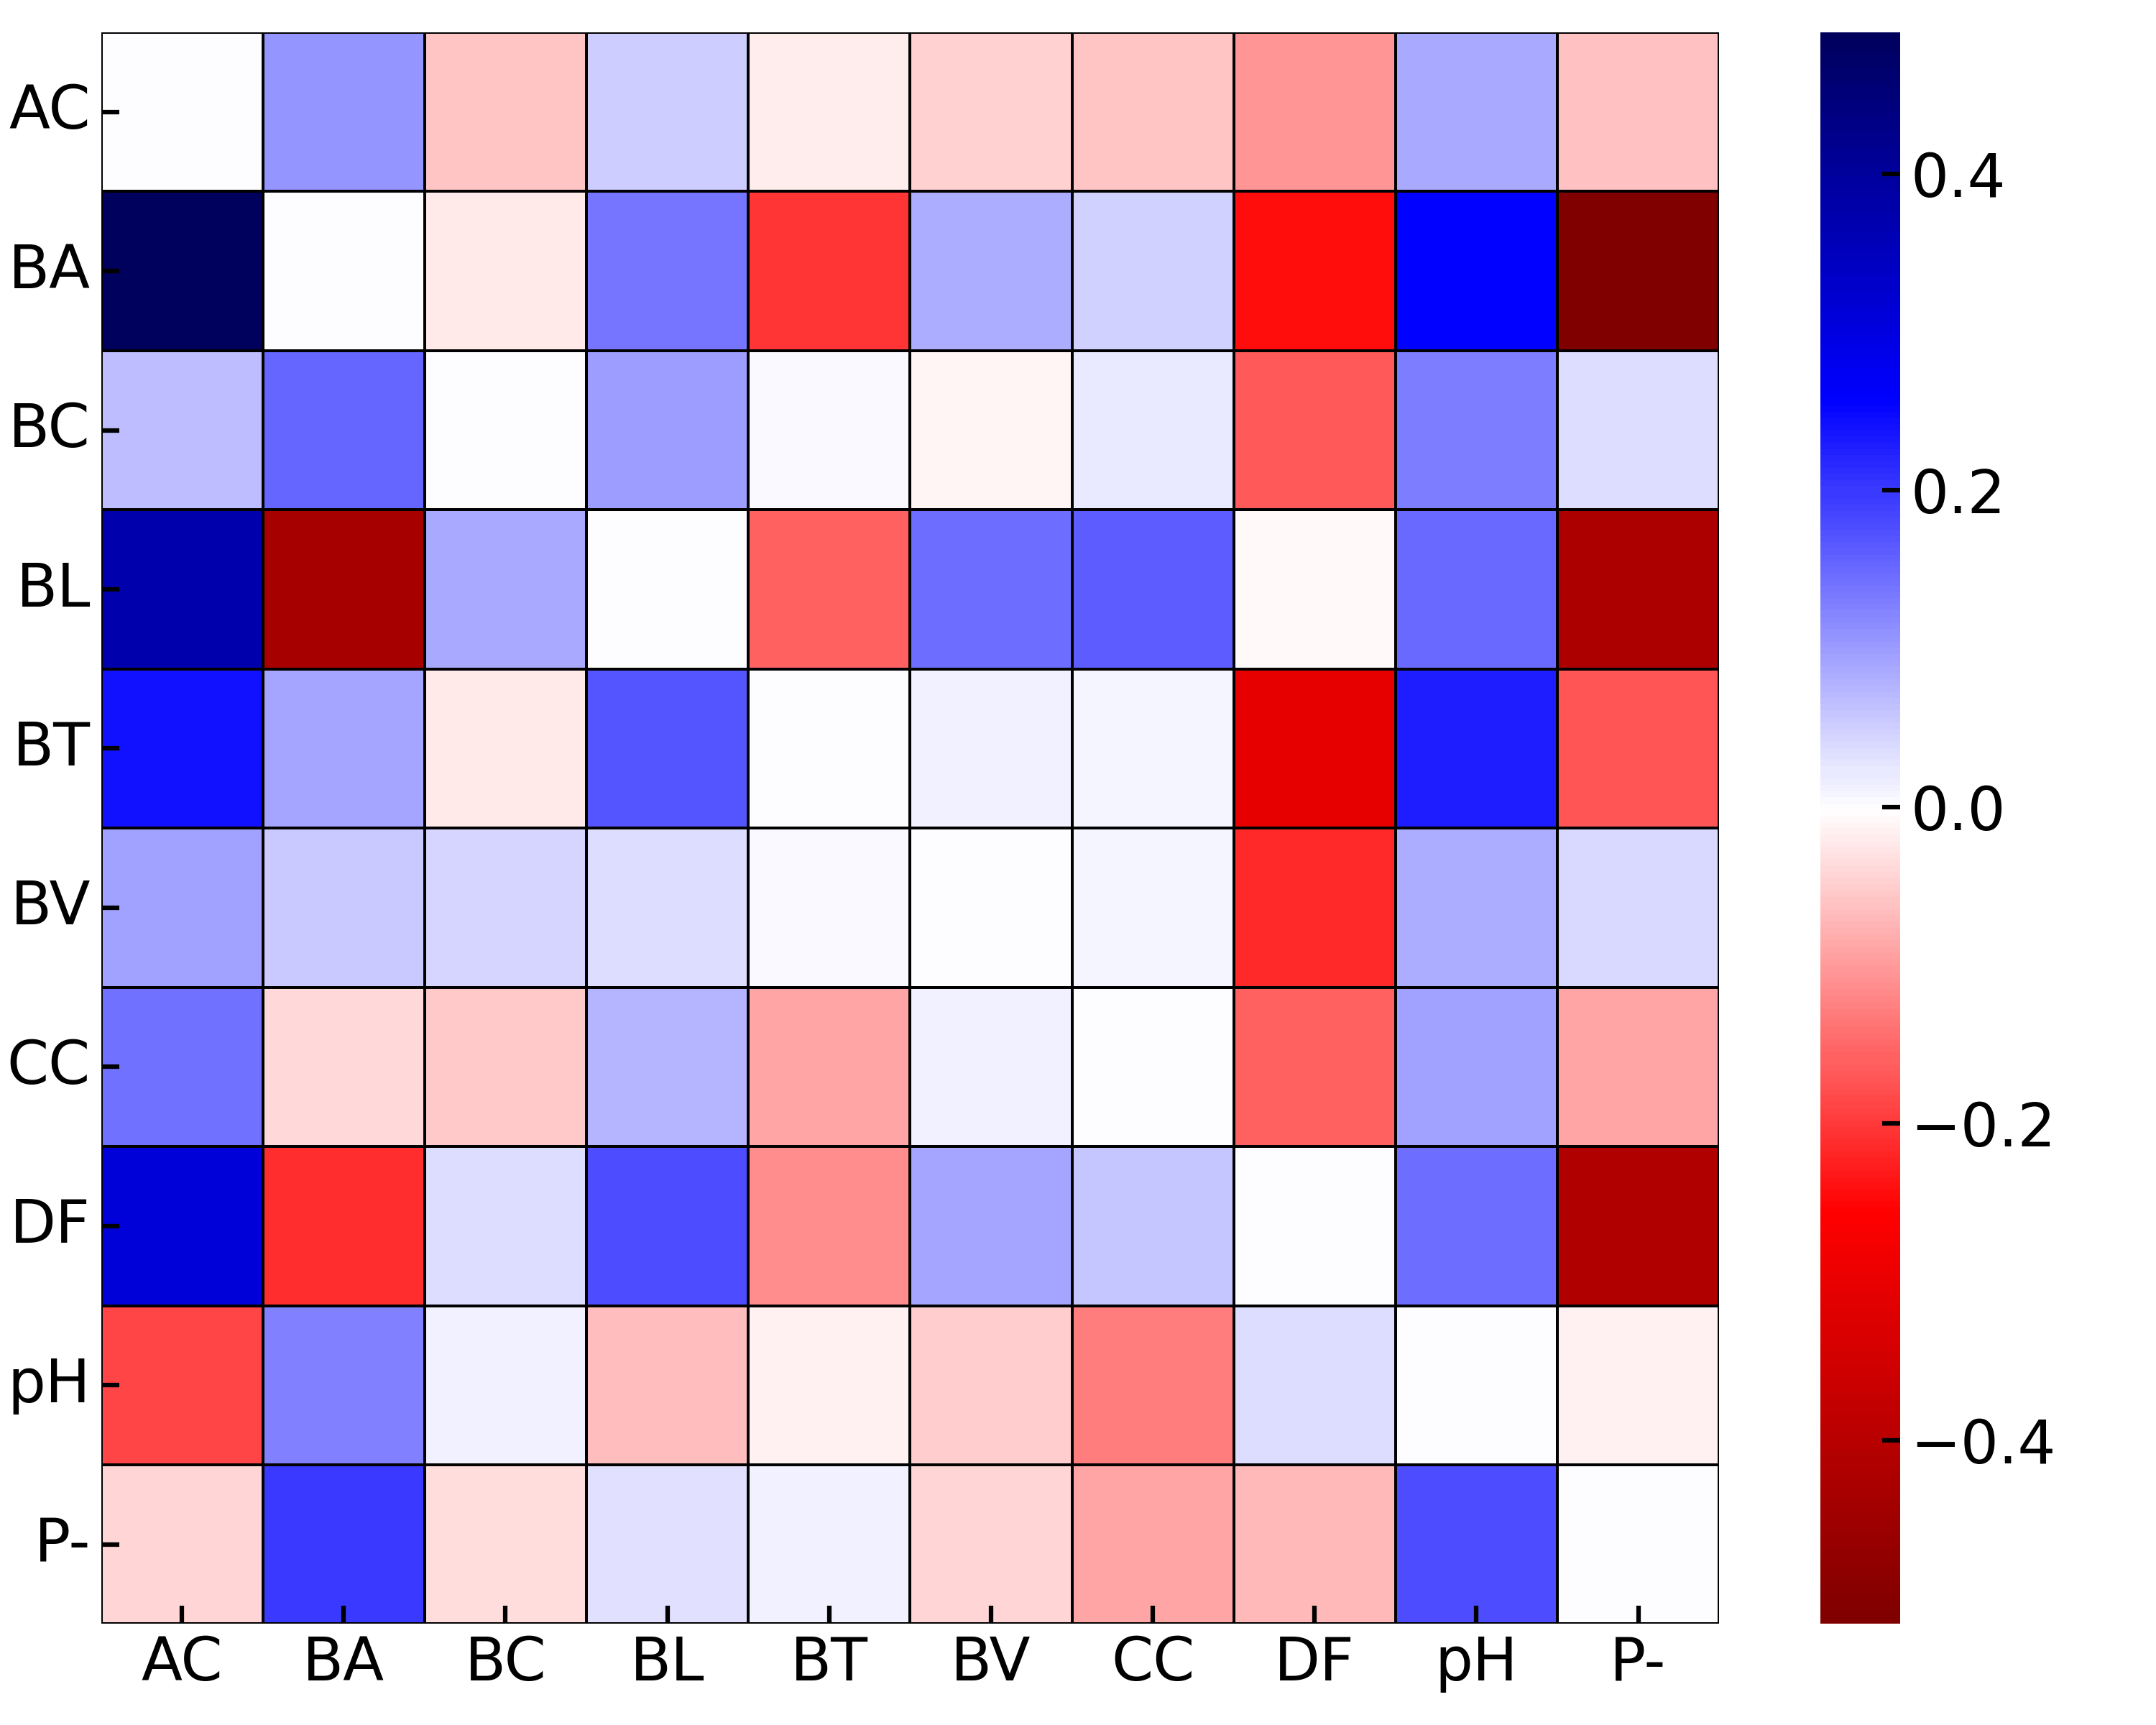 AC
BA
BC
BL
BT
BV
CC
DF
pH
P-
AC BA BC BL BT BV CC DF pH P-
0.4
0.2
0.0
−0.2
−0.4